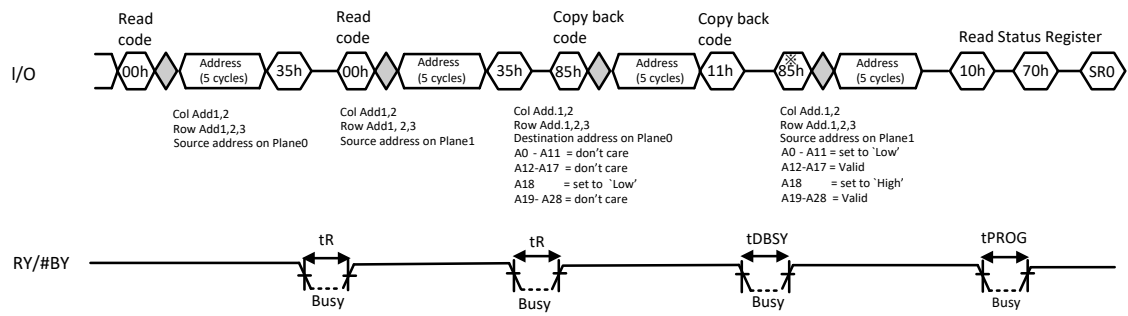 Read code
Read code
Copy back code
Copy back code
Read Status Register
I/O
00h
Address (5 cycles)
35h
00h
Address (5 cycles)
35h
85h
Address (5 cycles)
11h
※
85h
Address (5 cycles)
10h
70h
SR0
Col Add1,2
Row Add1,2,3
Source address on Plane0
Col Add1,2
Row Add1, 2,3
Source address on Plane1
Col Add.1,2
Row Add.1,2,3
Destination address on Plane0
A0 - A11 = don't care
A12-A17 = don't care
A18 = set to `Low'
A19- A28 = don't care
Col Add.1,2
Row Add.1,2,3
Source address on Plane1
A0 - A11 = set to `Low'
A12-A17 = Valid
A18 = set to `High'
A19-A28 = Valid
RY/#BY
tR
tR
tDBSY
tPROG
Busy
Busy
Busy
Busy